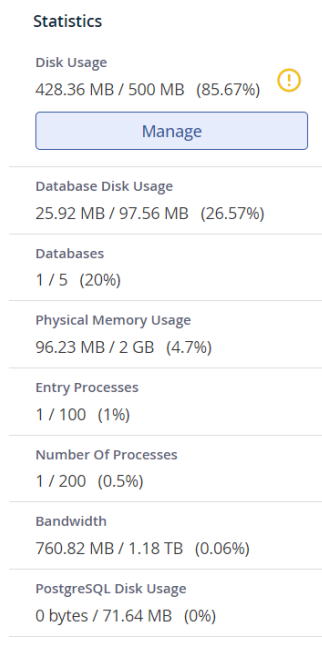 Statistics
Disk Usage
428.36 MB / 500 MB (85.67%)
Manage
Database Disk Usage
25.92 MB / 97.56 MB (26.57%)
Databases
1 / 5 (20%)
Physical Memory Usage
96.23 MB / 2 GB (4.7%)
Entry Processes
1 / 100 (1%)
Number Of Processes
1 / 200 (0.5%)
Bandwidth
760.82 MB / 1.18 TB (0.06%)
PostgreSQL Disk Usage
0 bytes / 71.64 MB (0%)